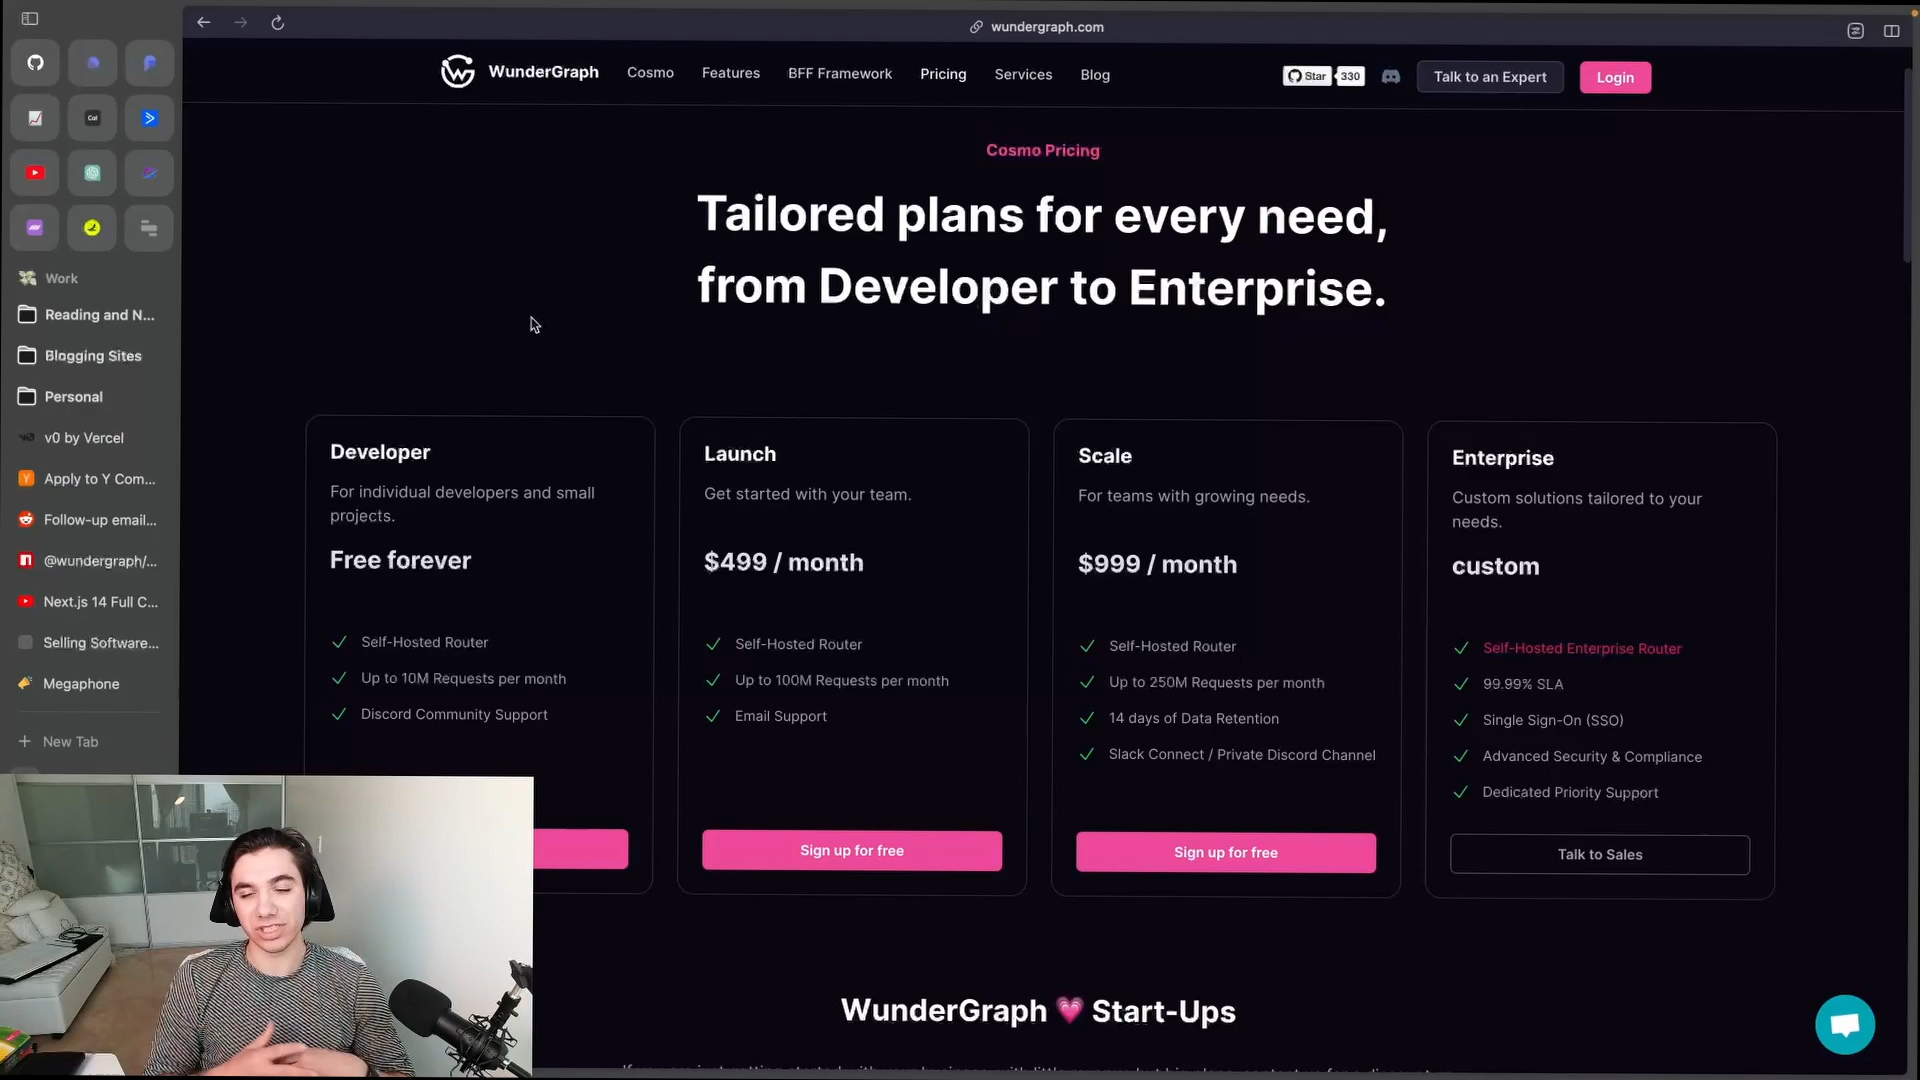 wundergraph.com
WunderGraph
Cosmo
Features
BFF Framework
Pricing
Services
Blog
Star
330
Talk to an Expert
Login
Cal
Work
Reading and N...
Blogging Sites
Personal
v0 by Vercel
Apply to Y Com...
Follow-up email...
@wundergraph/...
Next.js 14 Full C...
Selling Software...
Megaphone
New Tab
Cosmo Pricing
Tailored plans for every need,
from Developer to Enterprise.
Developer
For individual developers and small
projects.
Free forever
Self-Hosted Router
Up to 10M Requests per month
Discord Community Support
Launch
Get started with your team.
$499 / month
Self-Hosted Router
Up to 100M Requests per month
Email Support
Sign up for free
Scale
For teams with growing needs.
$999 / month
Self-Hosted Router
Up to 250M Requests per month
14 days of Data Retention
Slack Connect / Private Discord Channel
Sign up for free
Enterprise
Custom solutions tailored to your
needs.
custom
Self-Hosted Enterprise Router
99.99% SLA
Single Sign-On (SSO)
Advanced Security & Compliance
Dedicated Priority Support
Talk to Sales
WunderGraph 💗 Start-Ups